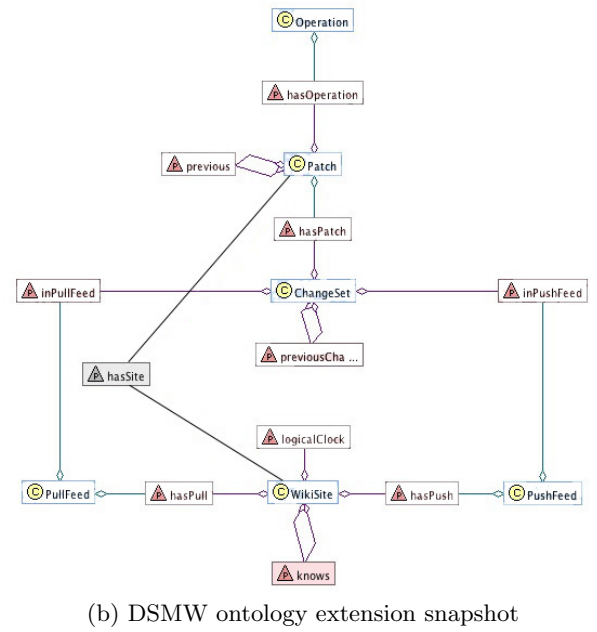 C Operation
P hasOperation
P previous
C Patch
P hasPatch
P inPullFeed
C ChangeSet
P inPushFeed
P previousCha ...
P hasSite
P logicalClock
C PullFeed
P hasPull
C WikiSite
P hasPush
C PushFeed
P knows
(b) DSMW ontology extension snapshot